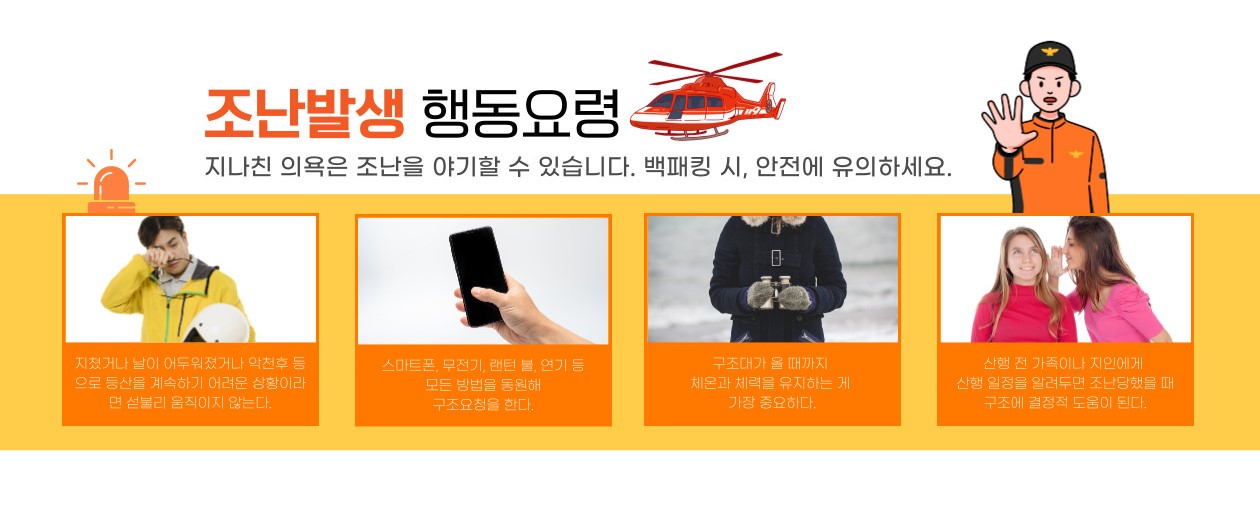 조난발생 행동요령
지나친 의욕은 조난을 야기할 수 있습니다. 백패킹 시, 안전에 유의하세요.
지쳤거나 날이 어두워졌거나 악천후 등
으로 등산을 계속하기 어려운 상황이라
면 섣불리 움직이지 않는다.
스마트폰, 무전기, 랜턴 불, 연기 등
모든 방법을 동원해
구조요청을 한다.
구조대가 올 때까지
체온과 체력을 유지하는 게
가장 중요하다.
산행 전 가족이나 지인에게
산행 일정을 알려두면 조난당했을 때
구조에 결정적 도움이 된다.